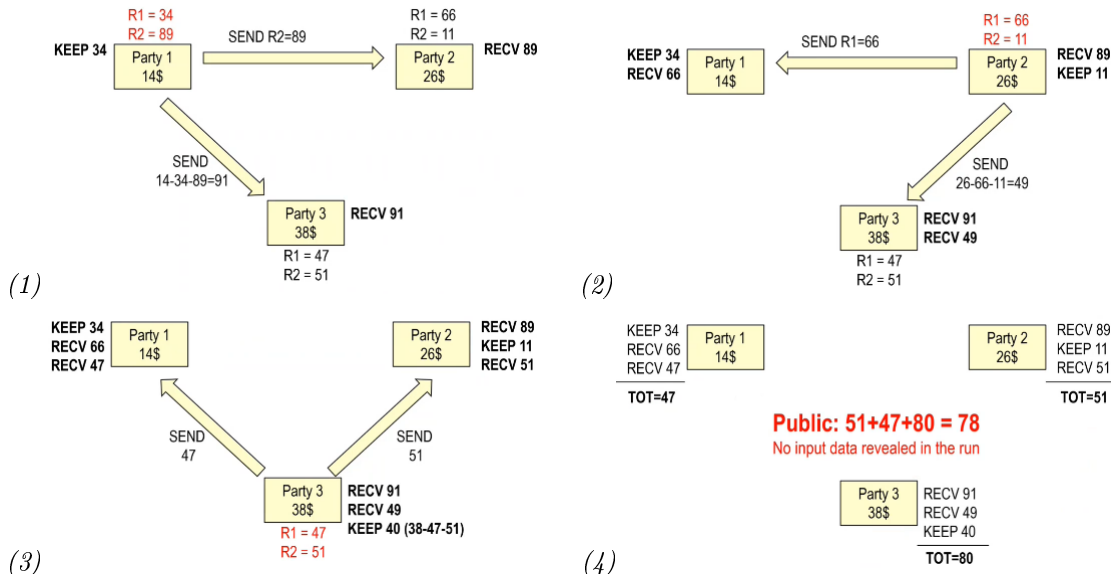 R1 = 34
R2 = 89
KEEP 34
Party 1
14$
SEND R2=89
R1 = 66
R2 = 11
Party 2
26$
RECV 89
SEND
14-34-89=91
Party 3
38$
RECV 91
R1 = 47
R2 = 51
(1)
KEEP 34
RECV 66
Party 1
14$
SEND R1=66
R1 = 66
R2 = 11
Party 2
26$
RECV 89
KEEP 11
SEND
26-66-11=49
Party 3
38$
RECV 91
RECV 49
R1 = 47
R2 = 51
(2)
KEEP 34
RECV 66
RECV 47
Party 1
14$
Party 2
26$
RECV 89
KEEP 11
RECV 51
SEND
47
SEND
51
Party 3
38$
RECV 91
RECV 49
KEEP 40 (38-47-51)
R1 = 47
R2 = 51
(3)
KEEP 34
RECV 66
RECV 47
TOT=47
Party 1
14$
Party 2
26$
RECV 89
KEEP 11
RECV 51
TOT=51
Public: 51+47+80 = 78
No input data revealed in the run
Party 3
38$
RECV 91
RECV 49
KEEP 40
TOT=80
(4)